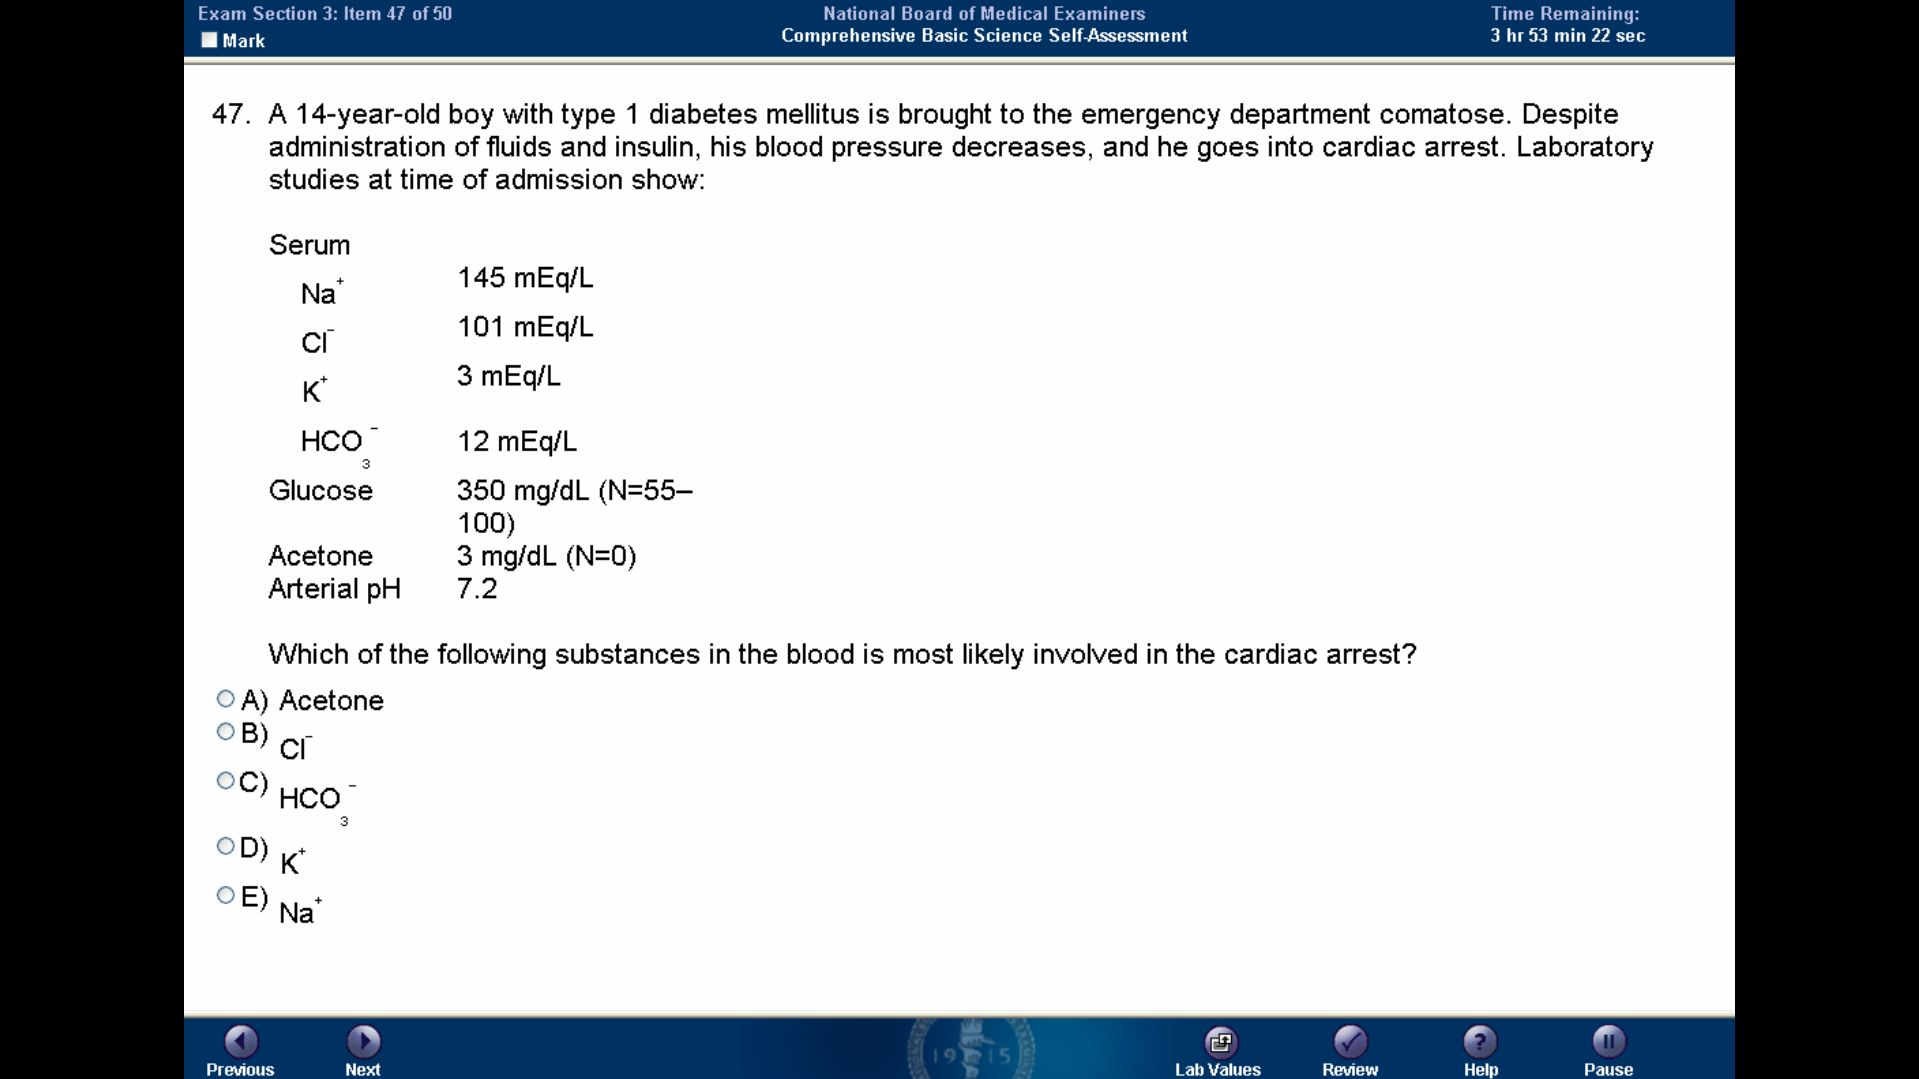 Exam Section 3: Item 47 of 50
National Board of Medical Examiners
Time Remaining:
Mark
Comprehensive Basic Science Self-Assessment
3 hr 53 min 22 sec
47. A 14-year-old boy with type 1 diabetes mellitus is brought to the emergency department comatose. Despite
administration of fluids and insulin, his blood pressure decreases, and he goes into cardiac arrest. Laboratory
studies at time of admission show:
Serum
Na⁺ 145 mEq/L
Cl⁻ 101 mEq/L
K⁺ 3 mEq/L
HCO₃⁻ 12 mEq/L
Glucose 350 mg/dL (N=55–
100)
Acetone 3 mg/dL (N=0)
Arterial pH 7.2
Which of the following substances in the blood is most likely involved in the cardiac arrest?
A) Acetone
B) Cl⁻
C) HCO₃⁻
D) K⁺
E) Na⁺
19 15
Previous
Next
Lab Values
Review
Help
Pause